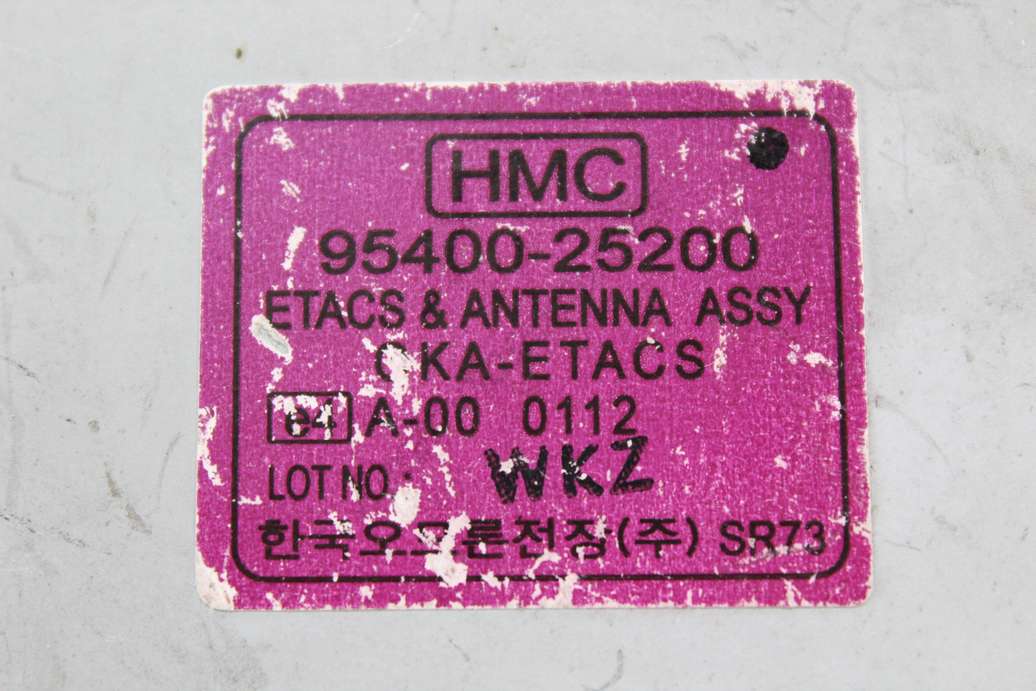 HMC
95400-25200
ETACS & ANTENNA ASSY
CKA-ETACS
e4 A-00 0112
LOT NO.: WKZ
한국오므론전장(주) SR73